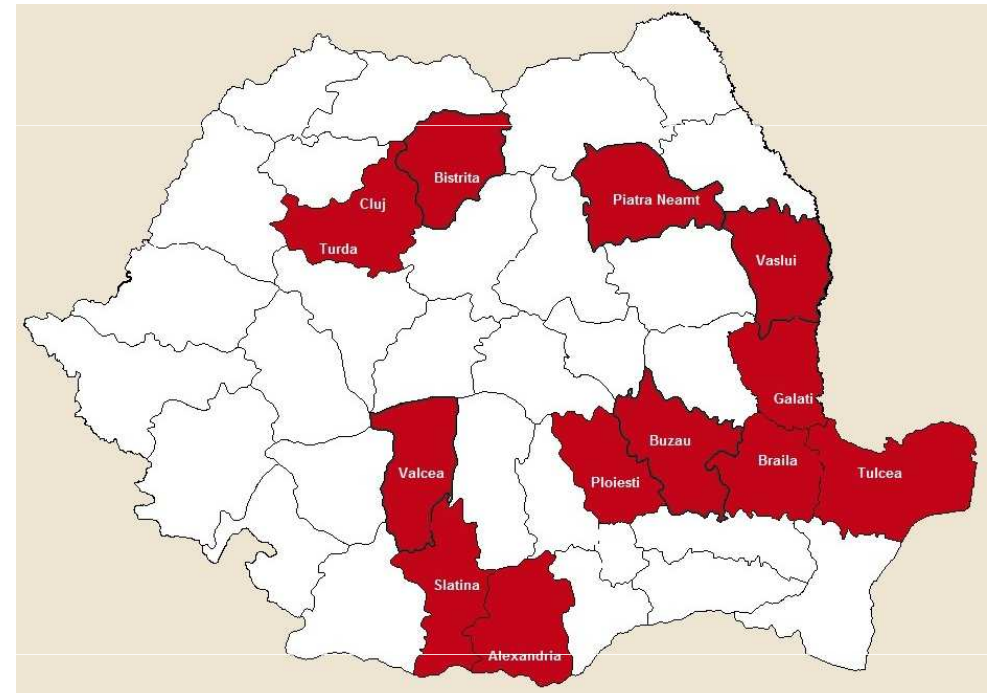 Bistrita
Cluj
Piatra Neamt
Turda
Vaslui
Galati
Buzau
Braila
Valcea
Tulcea
Ploiesti
Slatina
Alexandria